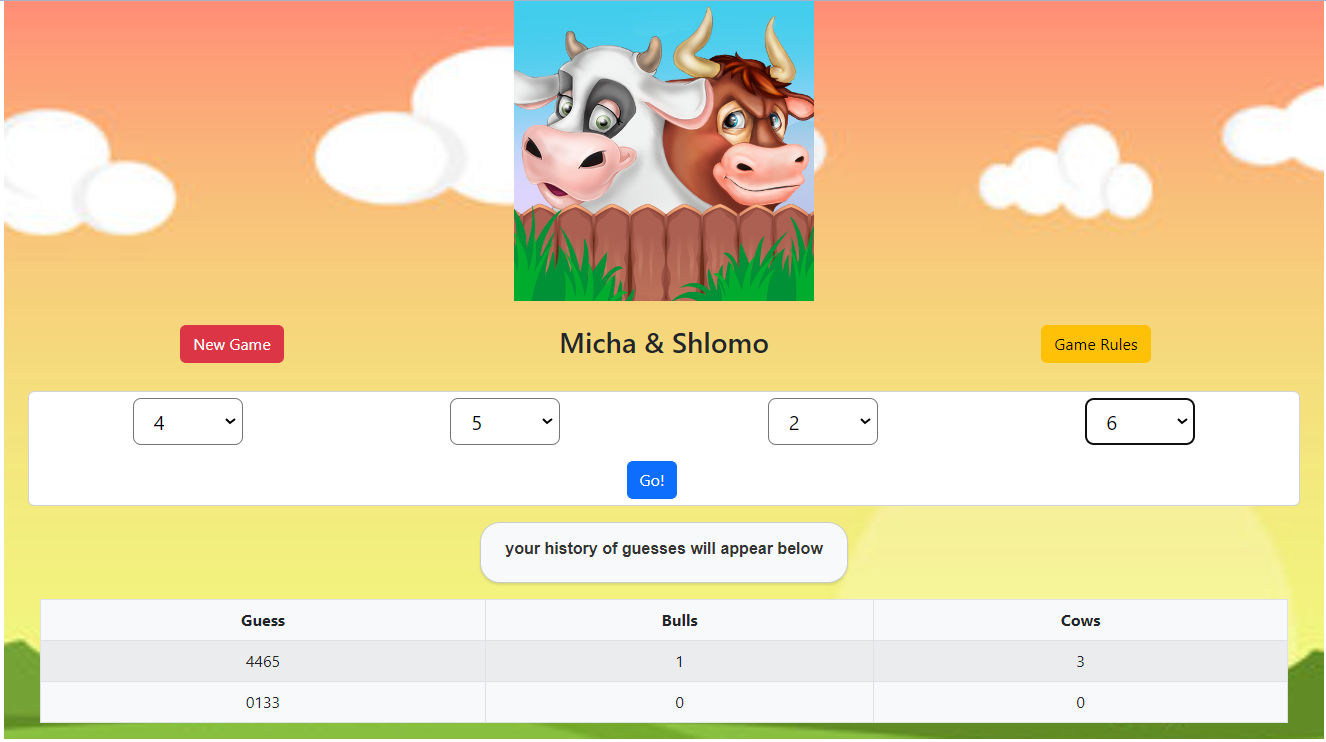 New Game
Micha & Shlomo
Game Rules
4 5 2 6
Go!
your history of guesses will appear below
Guess Bulls Cows
4465 1 3
0133 0 0